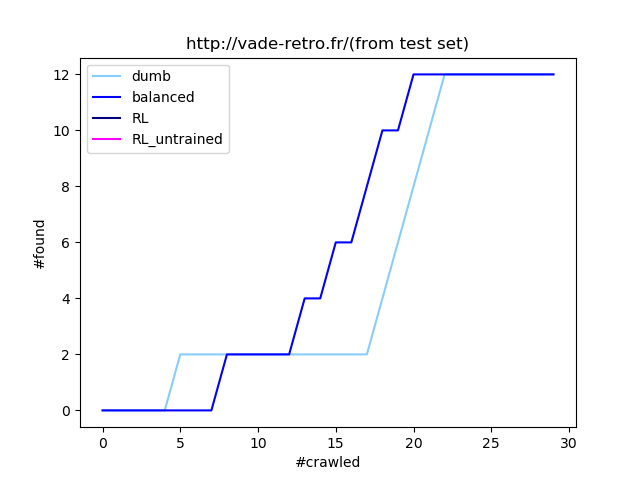 http://vade-retro.fr/(from test set)
dumb
balanced
RL
RL_untrained
12
10
8
6
4
2
0
#found
0 5 10 15 20 25 30
#crawled